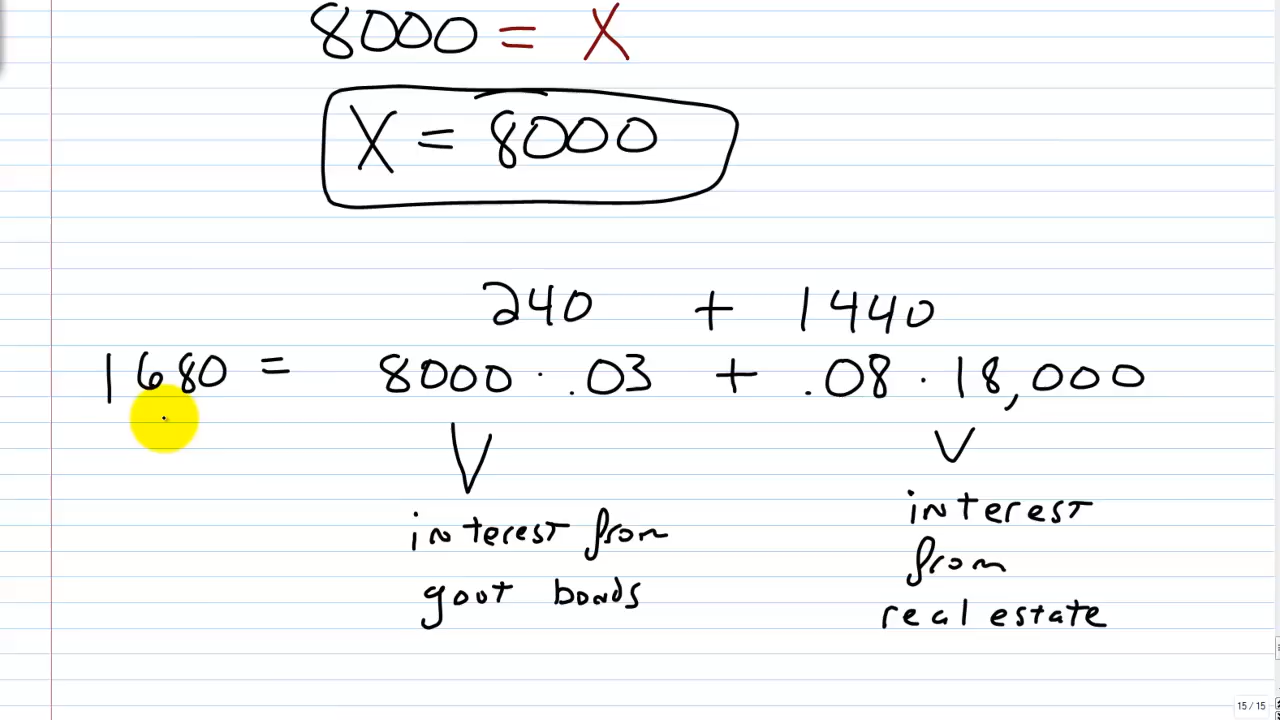 8000 = X
X = 8000
240 + 1440
1680 = 8000 · .03 + .08 · 18,000
interest from
govt bonds
interest
from
real estate
15 / 15